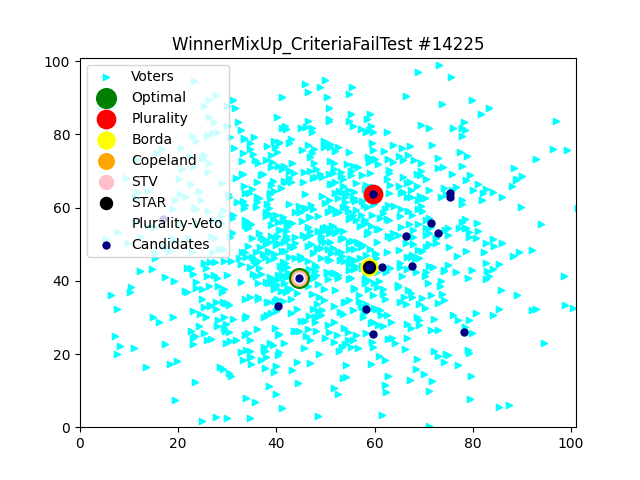 WinnerMixUp_CriteriaFailTest #14225
Voters
Optimal
Plurality
Borda
Copeland
STV
STAR
Plurality-Veto
Candidates
100
80
60
40
20
0
0 20 40 60 80 100